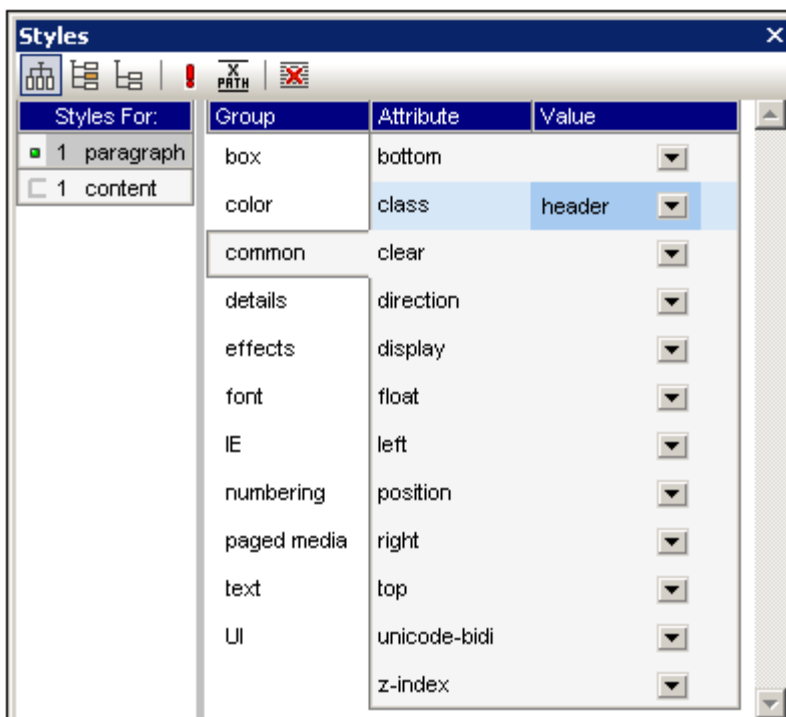 Styles
X
PATH
Styles For: Group Attribute Value
1 paragraph box bottom
1 content color class header
common clear
details direction
effects display
font float
IE left
numbering position
paged media right
text top
UI unicode-bidi
z-index